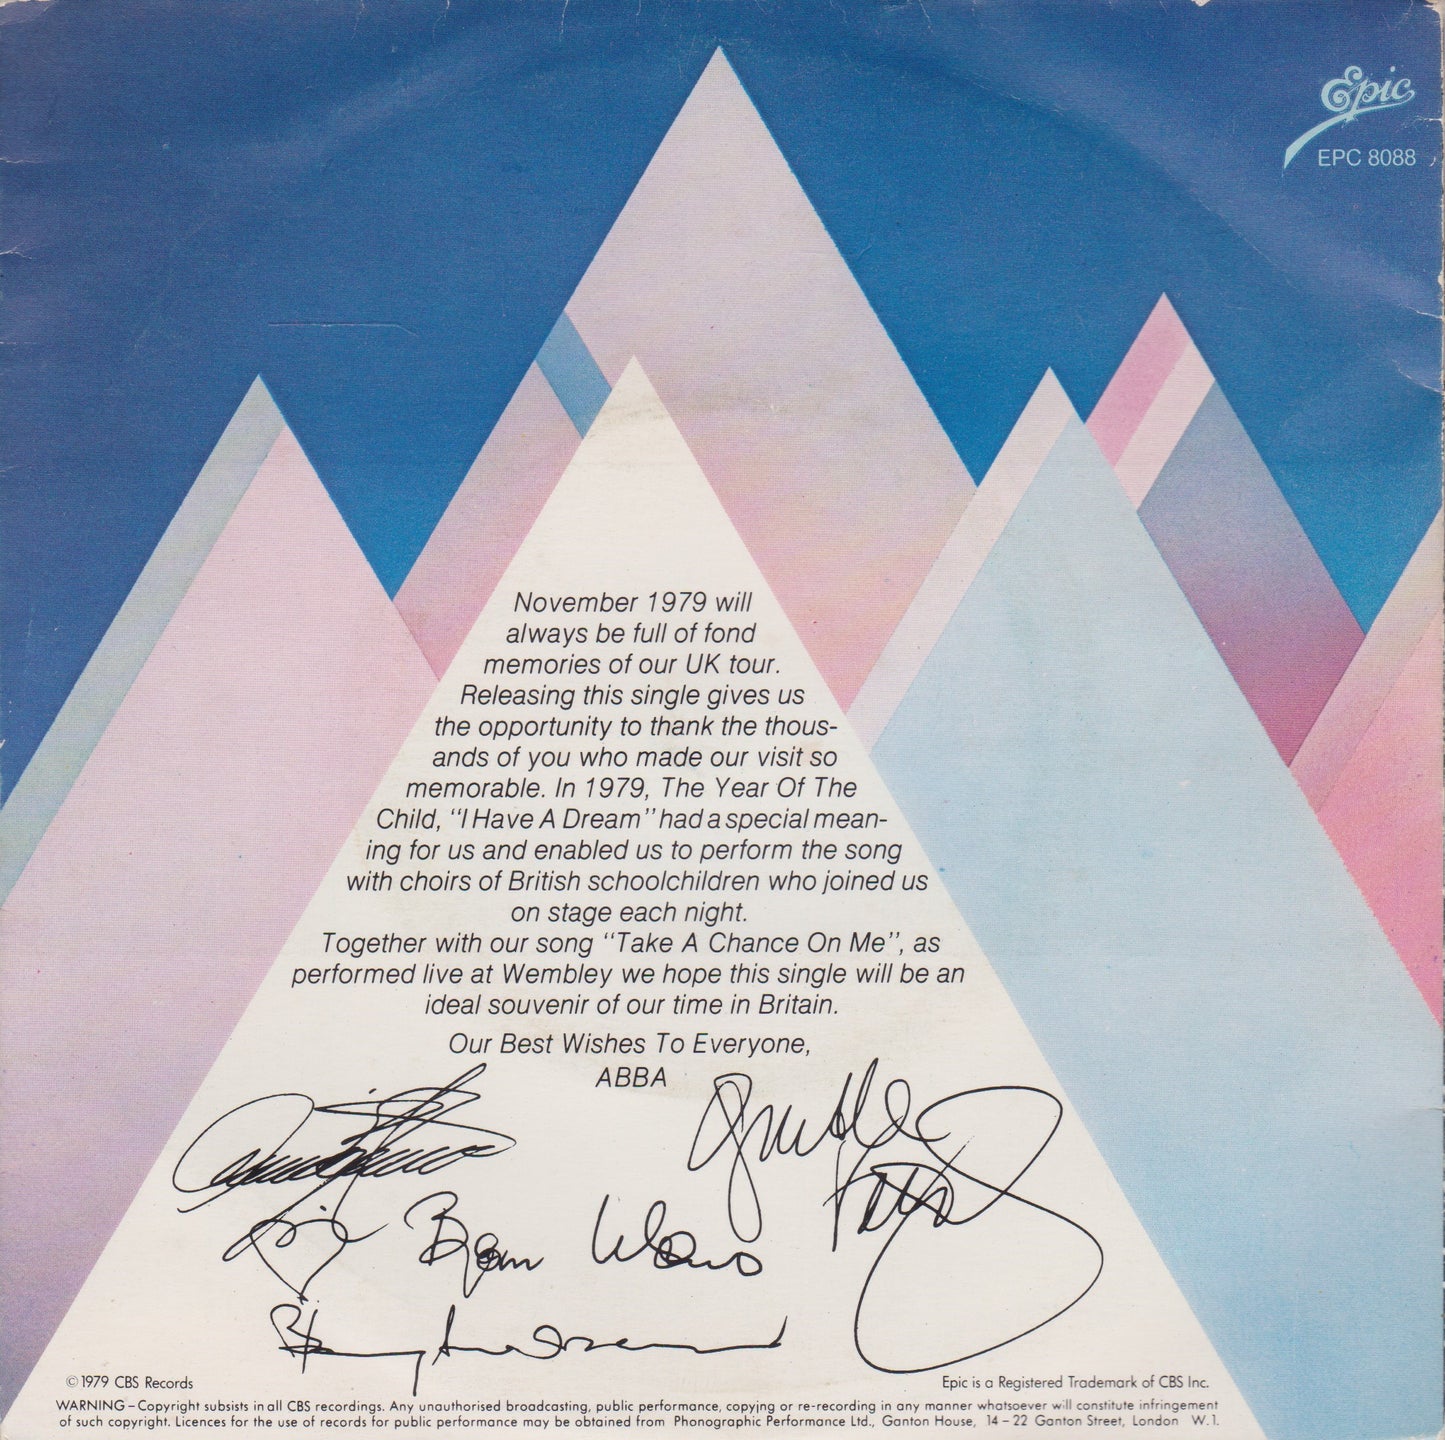 Epic
EPC 8088
November 1979 will
always be full of fond
memories of our UK tour.
Releasing this single gives us
the opportunity to thank the thous-
ands of you who made our visit so
memorable. In 1979, The Year Of The
Child, "I Have A Dream" had a special mean-
ing for us and enabled us to perform the song
with choirs of British schoolchildren who joined us
on stage each night.
Together with our song "Take A Chance On Me", as
performed live at Wembley we hope this single will be an
ideal souvenir of our time in Britain.
Our Best Wishes To Everyone,
ABBA
©1979 CBS Records
Epic is a Registered Trademark of CBS Inc.
WARNING – Copyright subsists in all CBS recordings. Any unauthorised broadcasting, public performance, copying or re-recording in any manner whatsoever will constitute infringement
of such copyright. Licences for the use of records for public performance may be obtained from Phonographic Performance Ltd., Ganton House, 14 – 22 Ganton Street, London W.1.